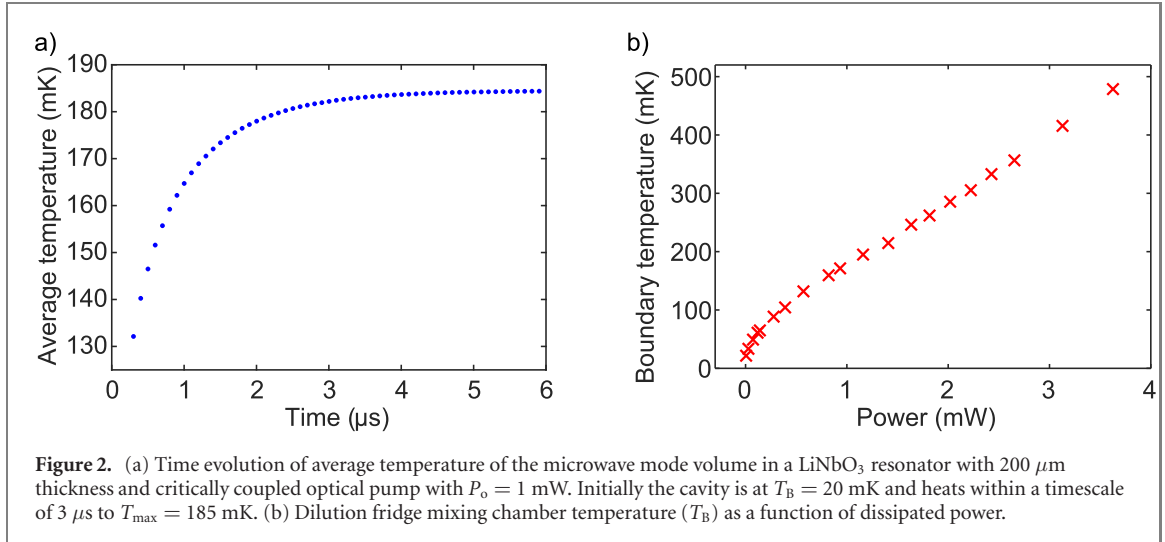 a)
190
180
170
160
150
140
130
Average temperature (mK)
0 1 2 3 4 5 6
Time (µs)
b)
500
400
300
200
100
0
Boundary temperature (mK)
0 1 2 3 4
Power (mW)
Figure 2. (a) Time evolution of average temperature of the microwave mode volume in a LiNbO₃ resonator with 200 μm
thickness and critically coupled optical pump with Pₒ = 1 mW. Initially the cavity is at T_B = 20 mK and heats within a timescale
of 3 μs to T_max = 185 mK. (b) Dilution fridge mixing chamber temperature (T_B) as a function of dissipated power.